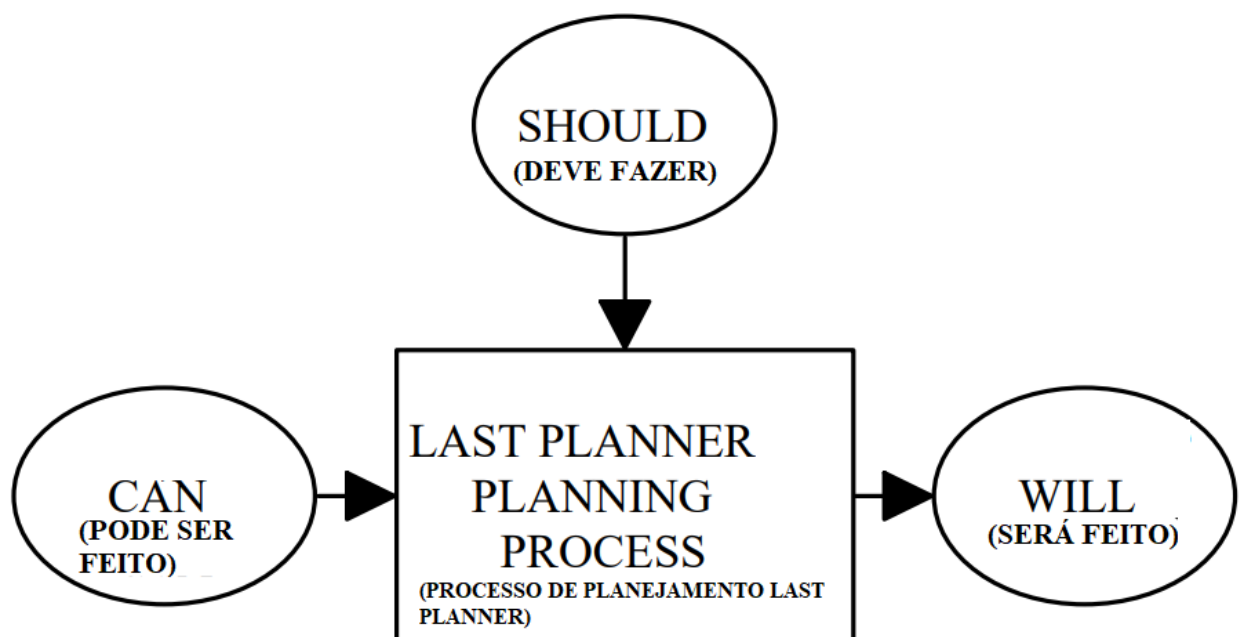 SHOULD
(DEVE FAZER)
CAN
(PODE SER
FEITO)
LAST PLANNER
PLANNING
PROCESS
(PROCESSO DE PLANEJAMENTO LAST
PLANNER)
WILL
(SERÁ FEITO)